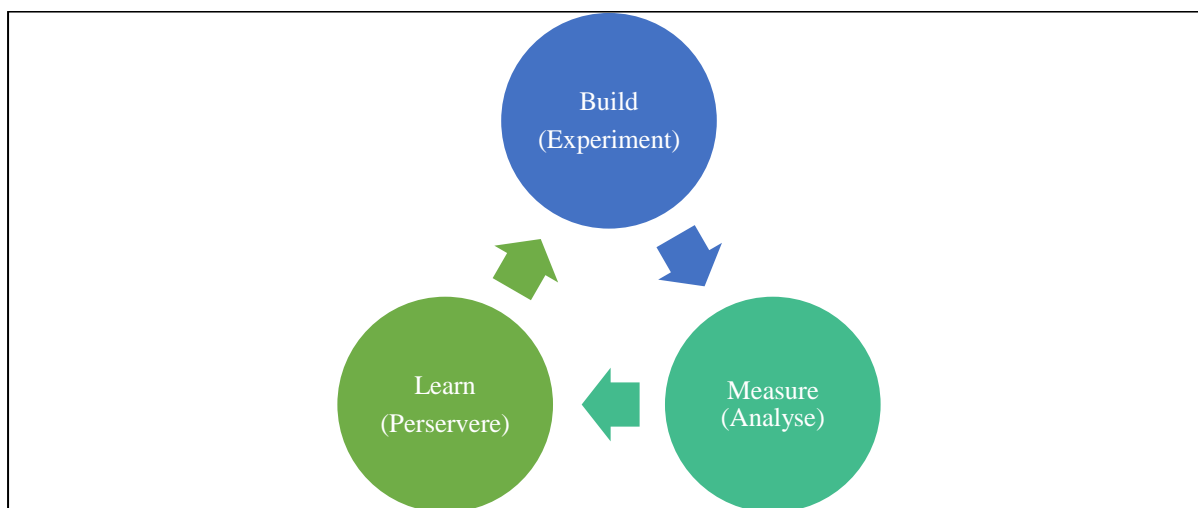 Build
(Experiment)
Measure
(Analyse)
Learn
(Perservere)